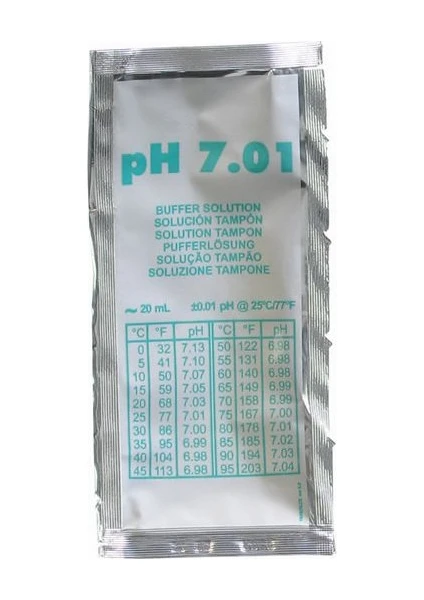 pH 7.01
BUFFER SOLUTION
SOLUCIÓN TAMPÓN
SOLUTION TAMPON
PUFFERLÖSUNG
SOLUÇÃO TAMPÃO
SOLUZIONE TAMPONE
~ 20 mL ±0.01 pH @ 25°C/77°F
°C °F pH °C °F pH
0 32 7.13 50 122 6.98
5 41 7.10 55 131 6.98
10 50 7.07 60 140 6.98
15 59 7.05 65 149 6.99
20 68 7.03 70 158 6.99
25 77 7.01 75 167 7.00
30 86 7.00 80 176 7.01
35 95 6.99 85 185 7.02
40 104 6.98 90 194 7.03
45 113 6.98 95 203 7.04